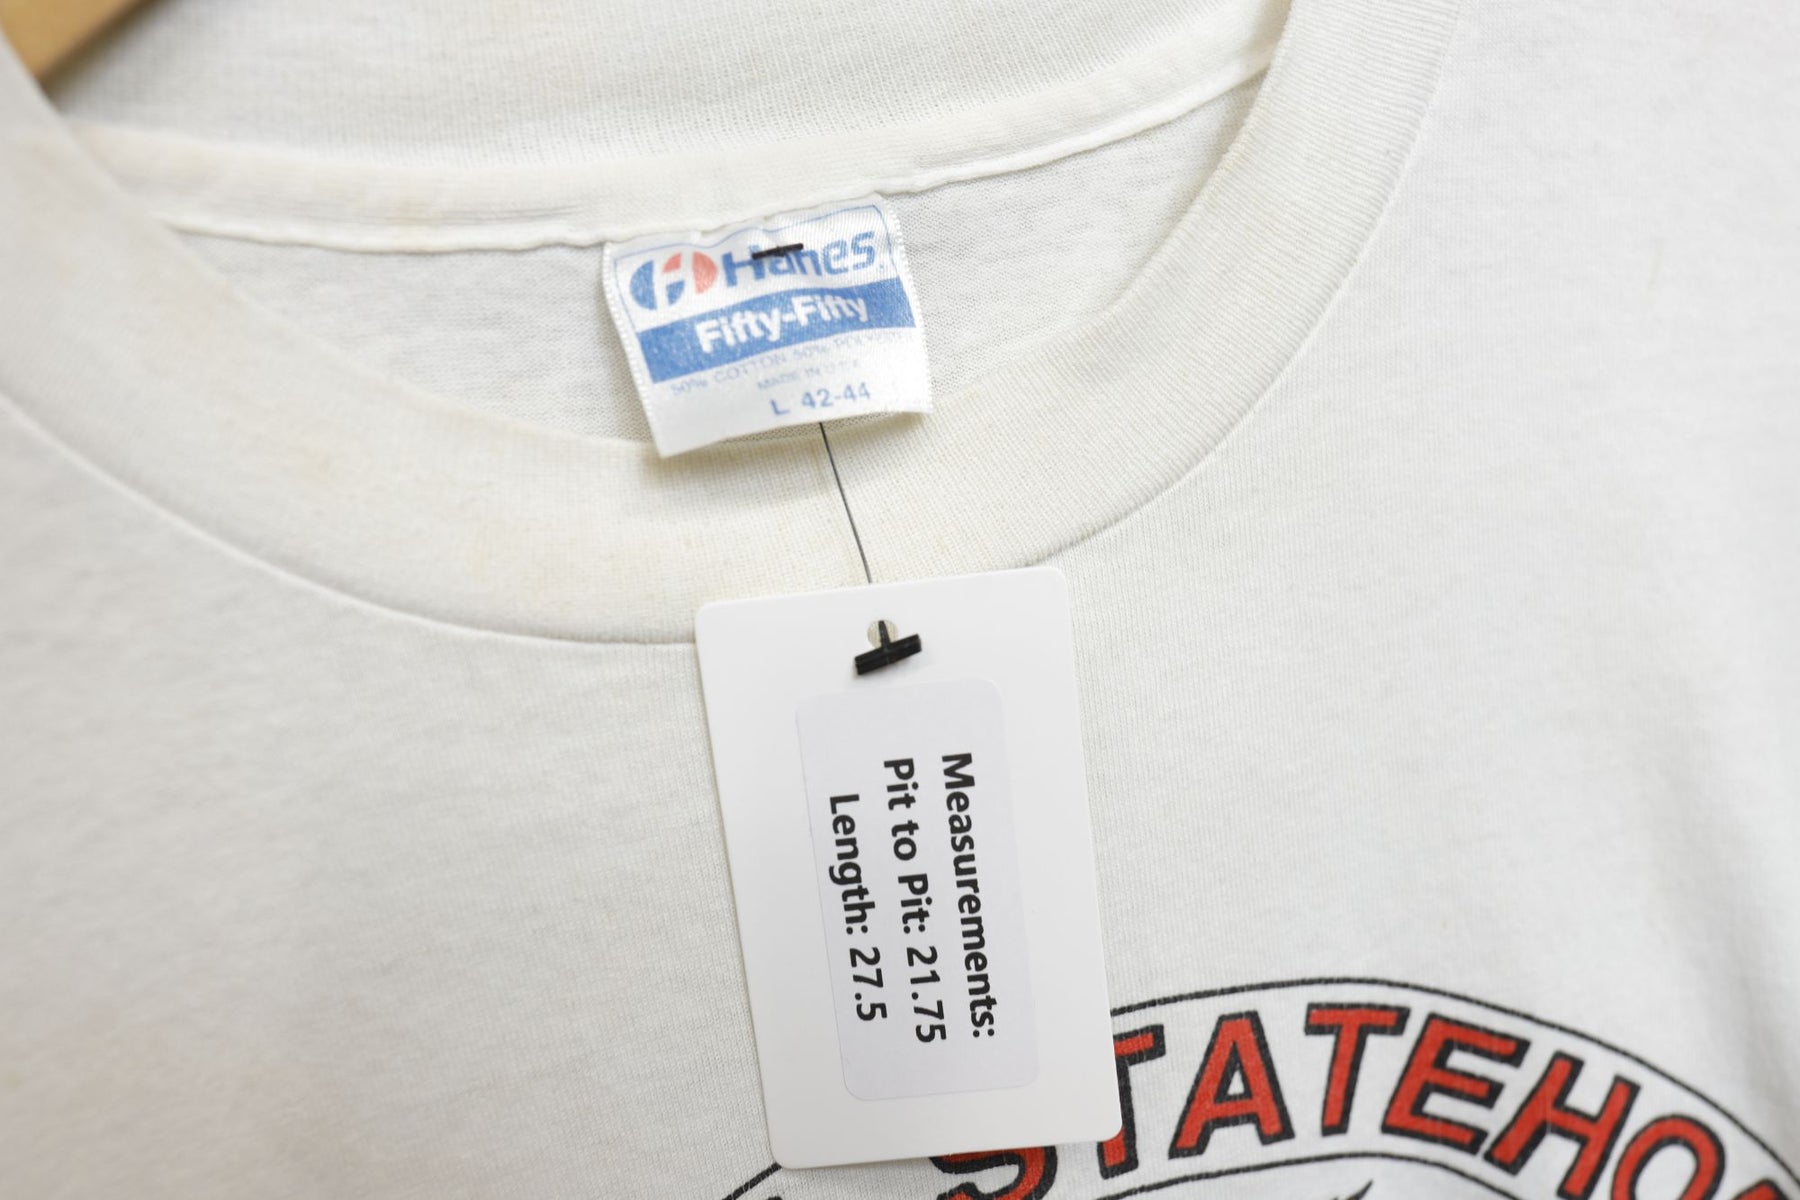 Hanes
Fifty-Fifty
50% COTTON 50% POLYESTER
MADE IN U.S.A.
L 42-44
Measurements:
Pit to Pit: 21.75
Length: 27.5
STATEHO